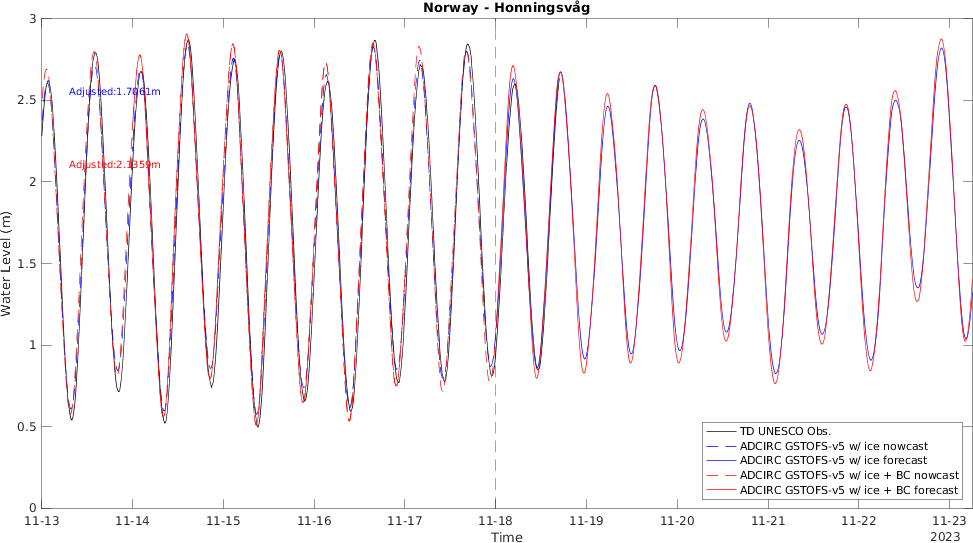 Norway - Honningsvåg
3
2.5
2
1.5
1
0.5
0
Water Level (m)
Adjusted:1.7061m
Adjusted:2.1359m
TD UNESCO Obs.
ADCIRC GSTOFS-v5 w/ ice nowcast
ADCIRC GSTOFS-v5 w/ ice forecast
ADCIRC GSTOFS-v5 w/ ice + BC nowcast
ADCIRC GSTOFS-v5 w/ ice + BC forecast
11-13 11-14 11-15 11-16 11-17 11-18 11-19 11-20 11-21 11-22 11-23
Time
2023